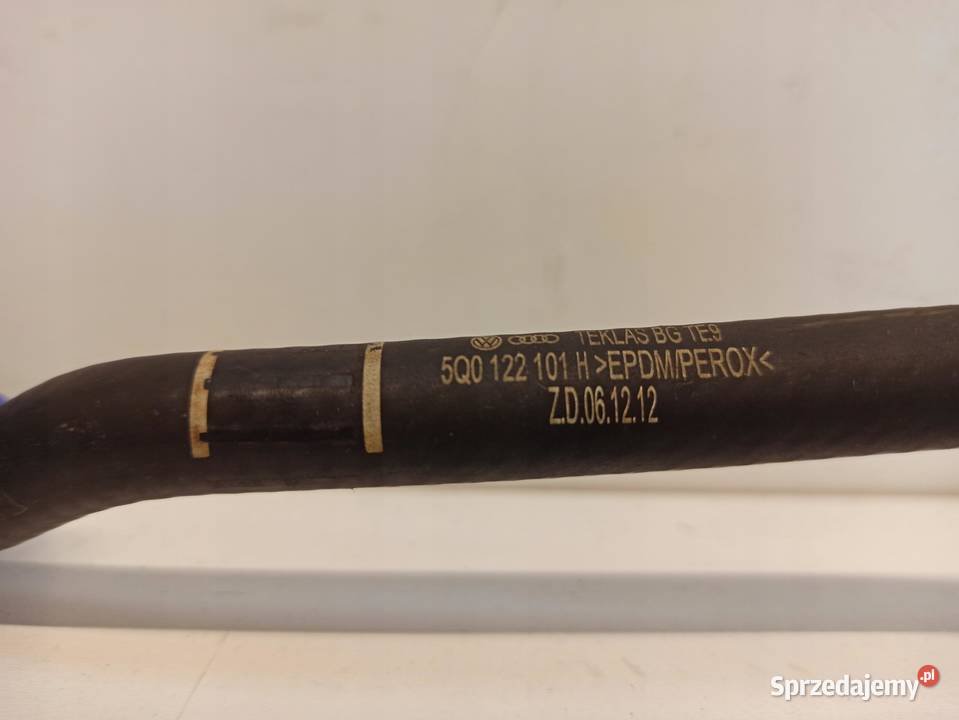 TEKLAS BG TE9
5Q0 122 101 H >EPDM/PEROX<
Z.D.06.12.12
Sprzedajemy.pl